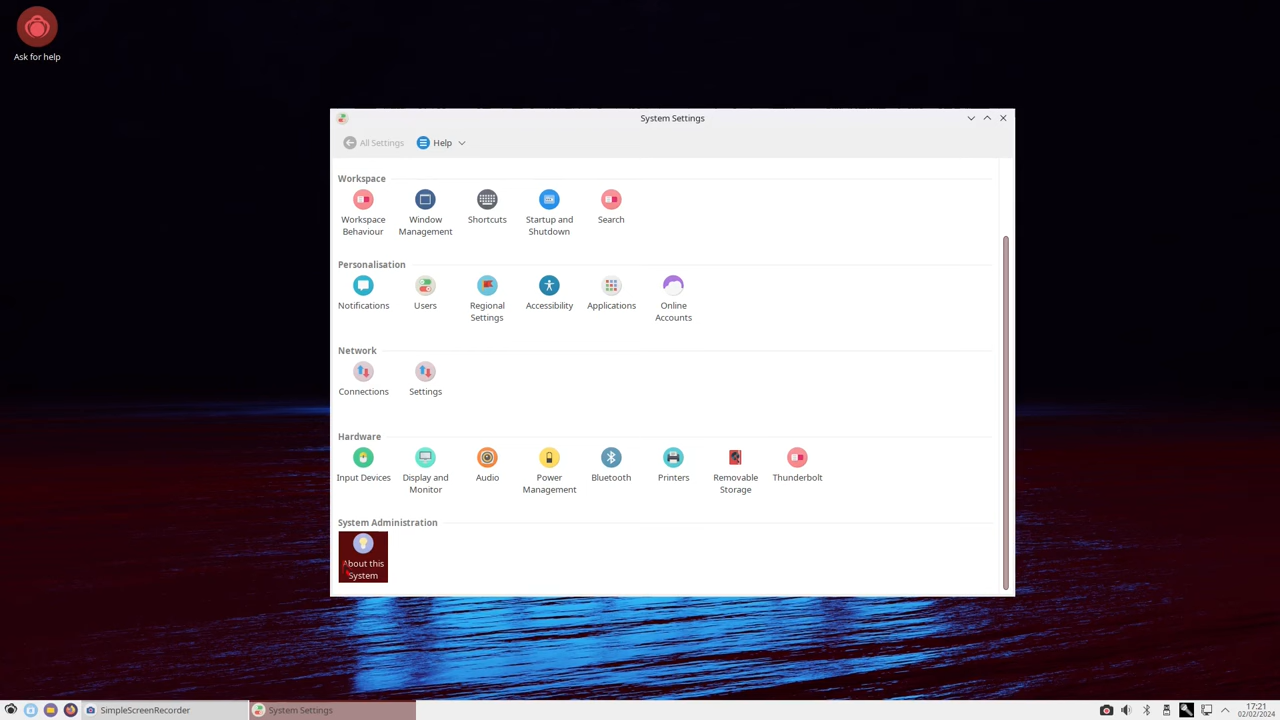 Ask for help
System Settings
All Settings
Help
Workspace
Workspace
Behaviour
Window
Management
Shortcuts
Startup and
Shutdown
Search
Personalisation
Notifications
Users
Regional
Settings
Accessibility
Applications
Online
Accounts
Network
Connections
Settings
Hardware
Input Devices
Display and
Monitor
Audio
Power
Management
Bluetooth
Printers
Removable
Storage
Thunderbolt
System Administration
About this
System
SimpleScreenRecorder
System Settings
17:21
02/02/2024